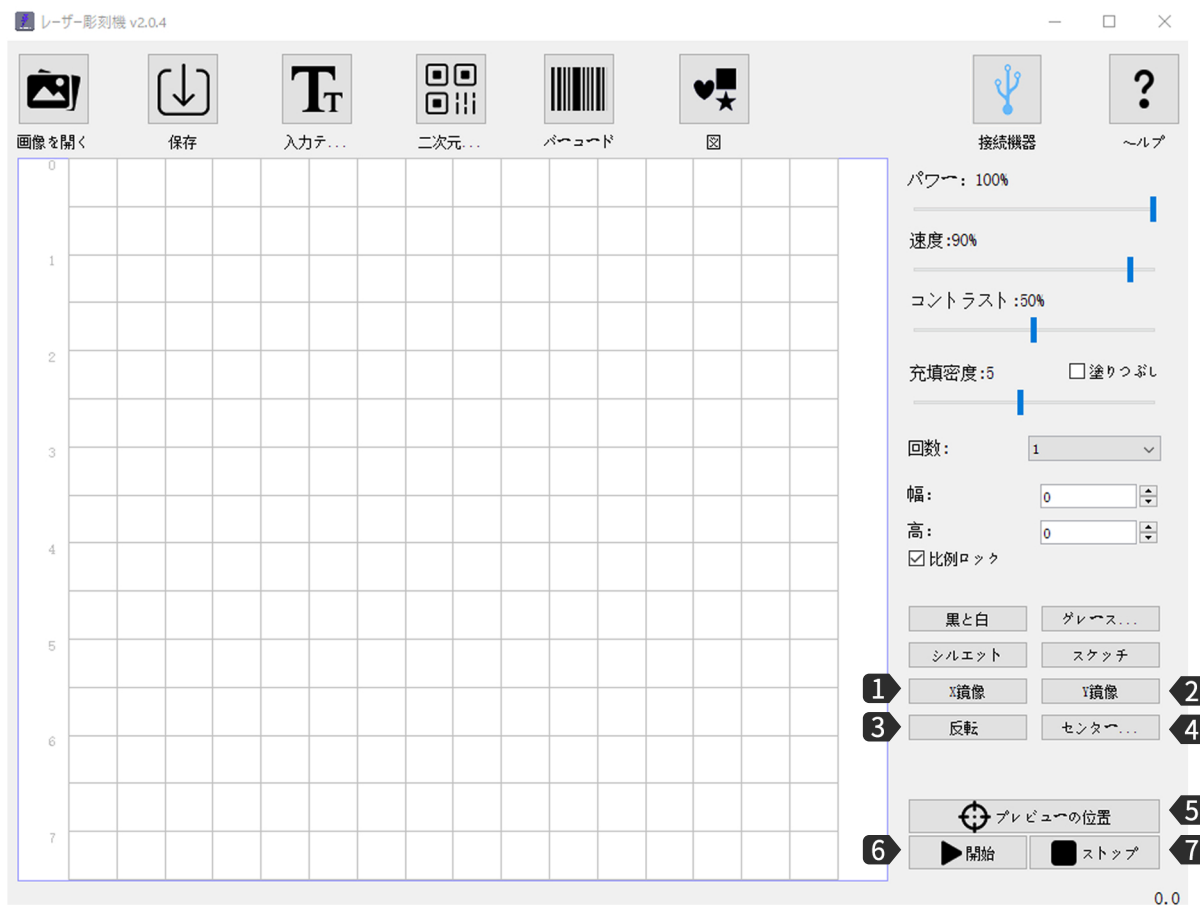 レーザー彫刻機 v2.0.4
画像を開く
保存
入力テ...
二次元...
バーコード
図
接続機器
ヘルプ
0
1
2
3
4
5
6
7
パワー: 100%
速度:90%
コントラスト:50%
充填密度:5
塗りつぶし
回数:
1
幅:
0
高:
0
比例ロック
黒と白
グレース...
シルエット
スケッチ
1
X鏡像
Y鏡像
2
3
反転
センター...
4
プレビューの位置
5
6
開始
ストップ
7
0.0